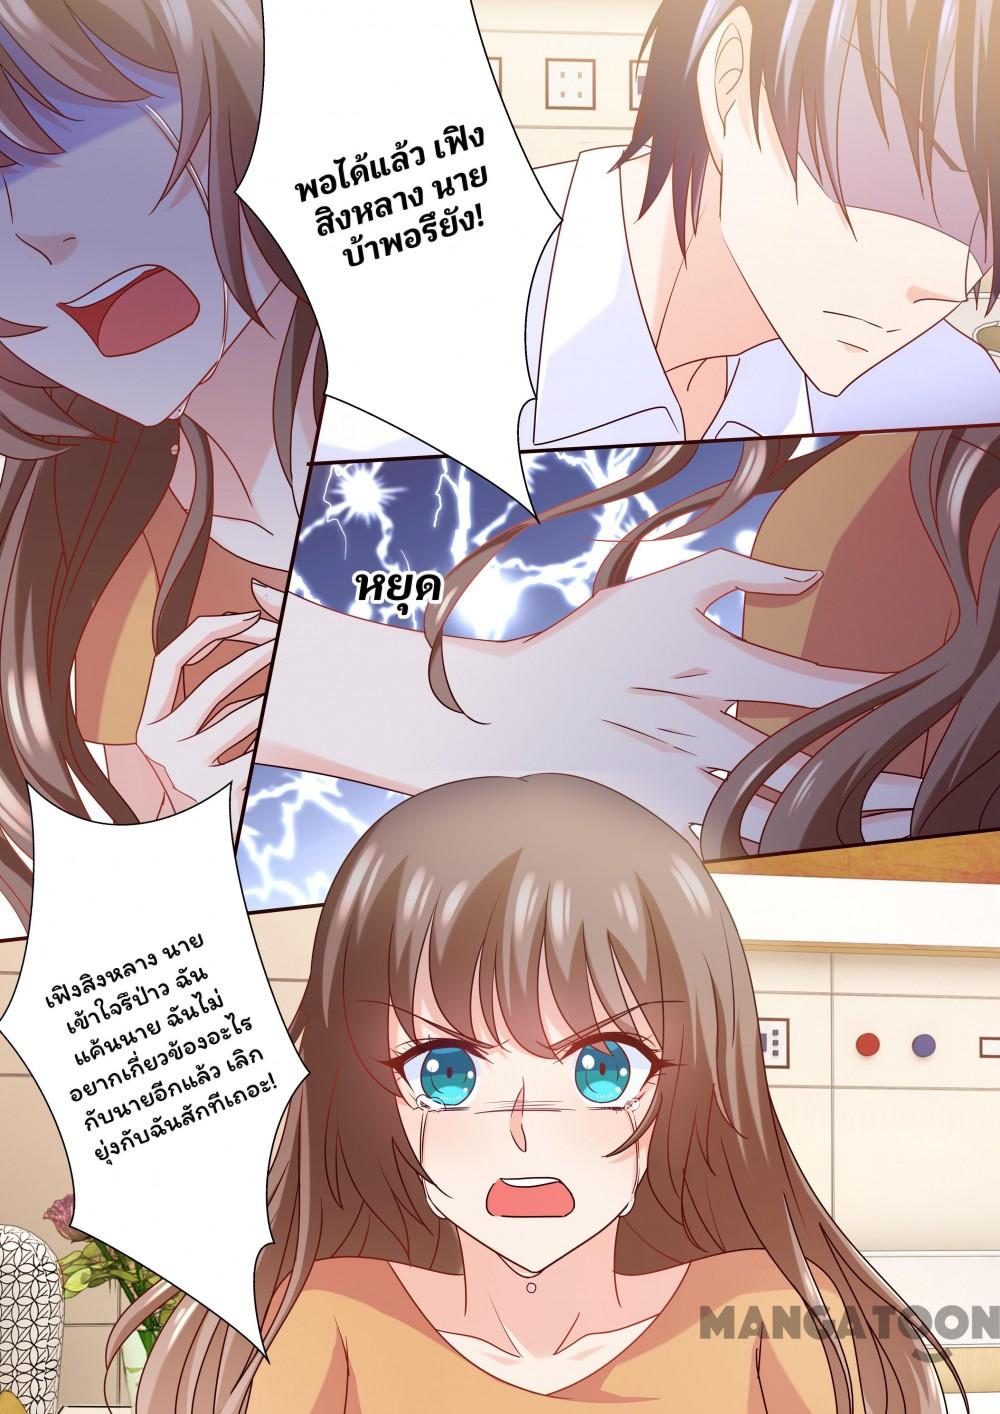 พอได้แล้ว เฟิง
สิงหลาง นาย
บ้าพอรึยัง!
หยุด
เฟิงสิงหลาง นาย
เข้าใจรึป่าว ฉัน
แค้นนาย ฉันไม่
อยากเกี่ยวข้องอะไร
กับนายอีกแล้ว เลิก
ยุ่งกับฉันสักทีเถอะ!
MANGATOON